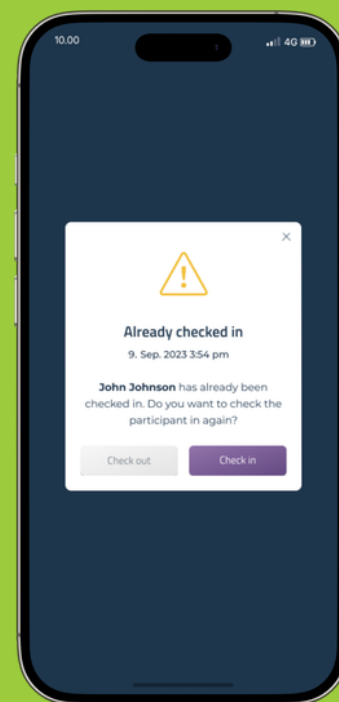 10.00
4G
Already checked in
9. Sep. 2023 3:54 pm
John Johnson has already been
checked in. Do you want to check the
participant in again?
Check out
Check in